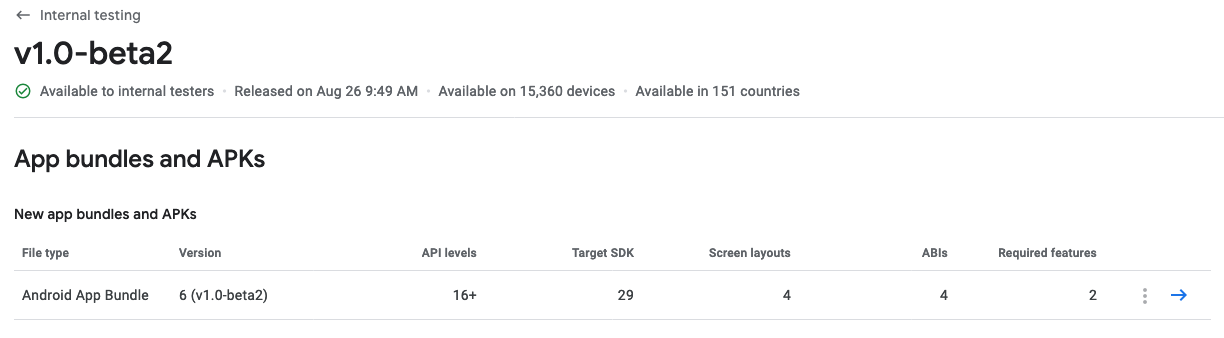 Internal testing
v1.0-beta2
Available to internal testers • Released on Aug 26 9:49 AM • Available on 15,360 devices • Available in 151 countries
App bundles and APKs
New app bundles and APKs
File type Version API levels Target SDK Screen layouts ABIs Required features
Android App Bundle 6 (v1.0-beta2) 16+ 29 4 4 2